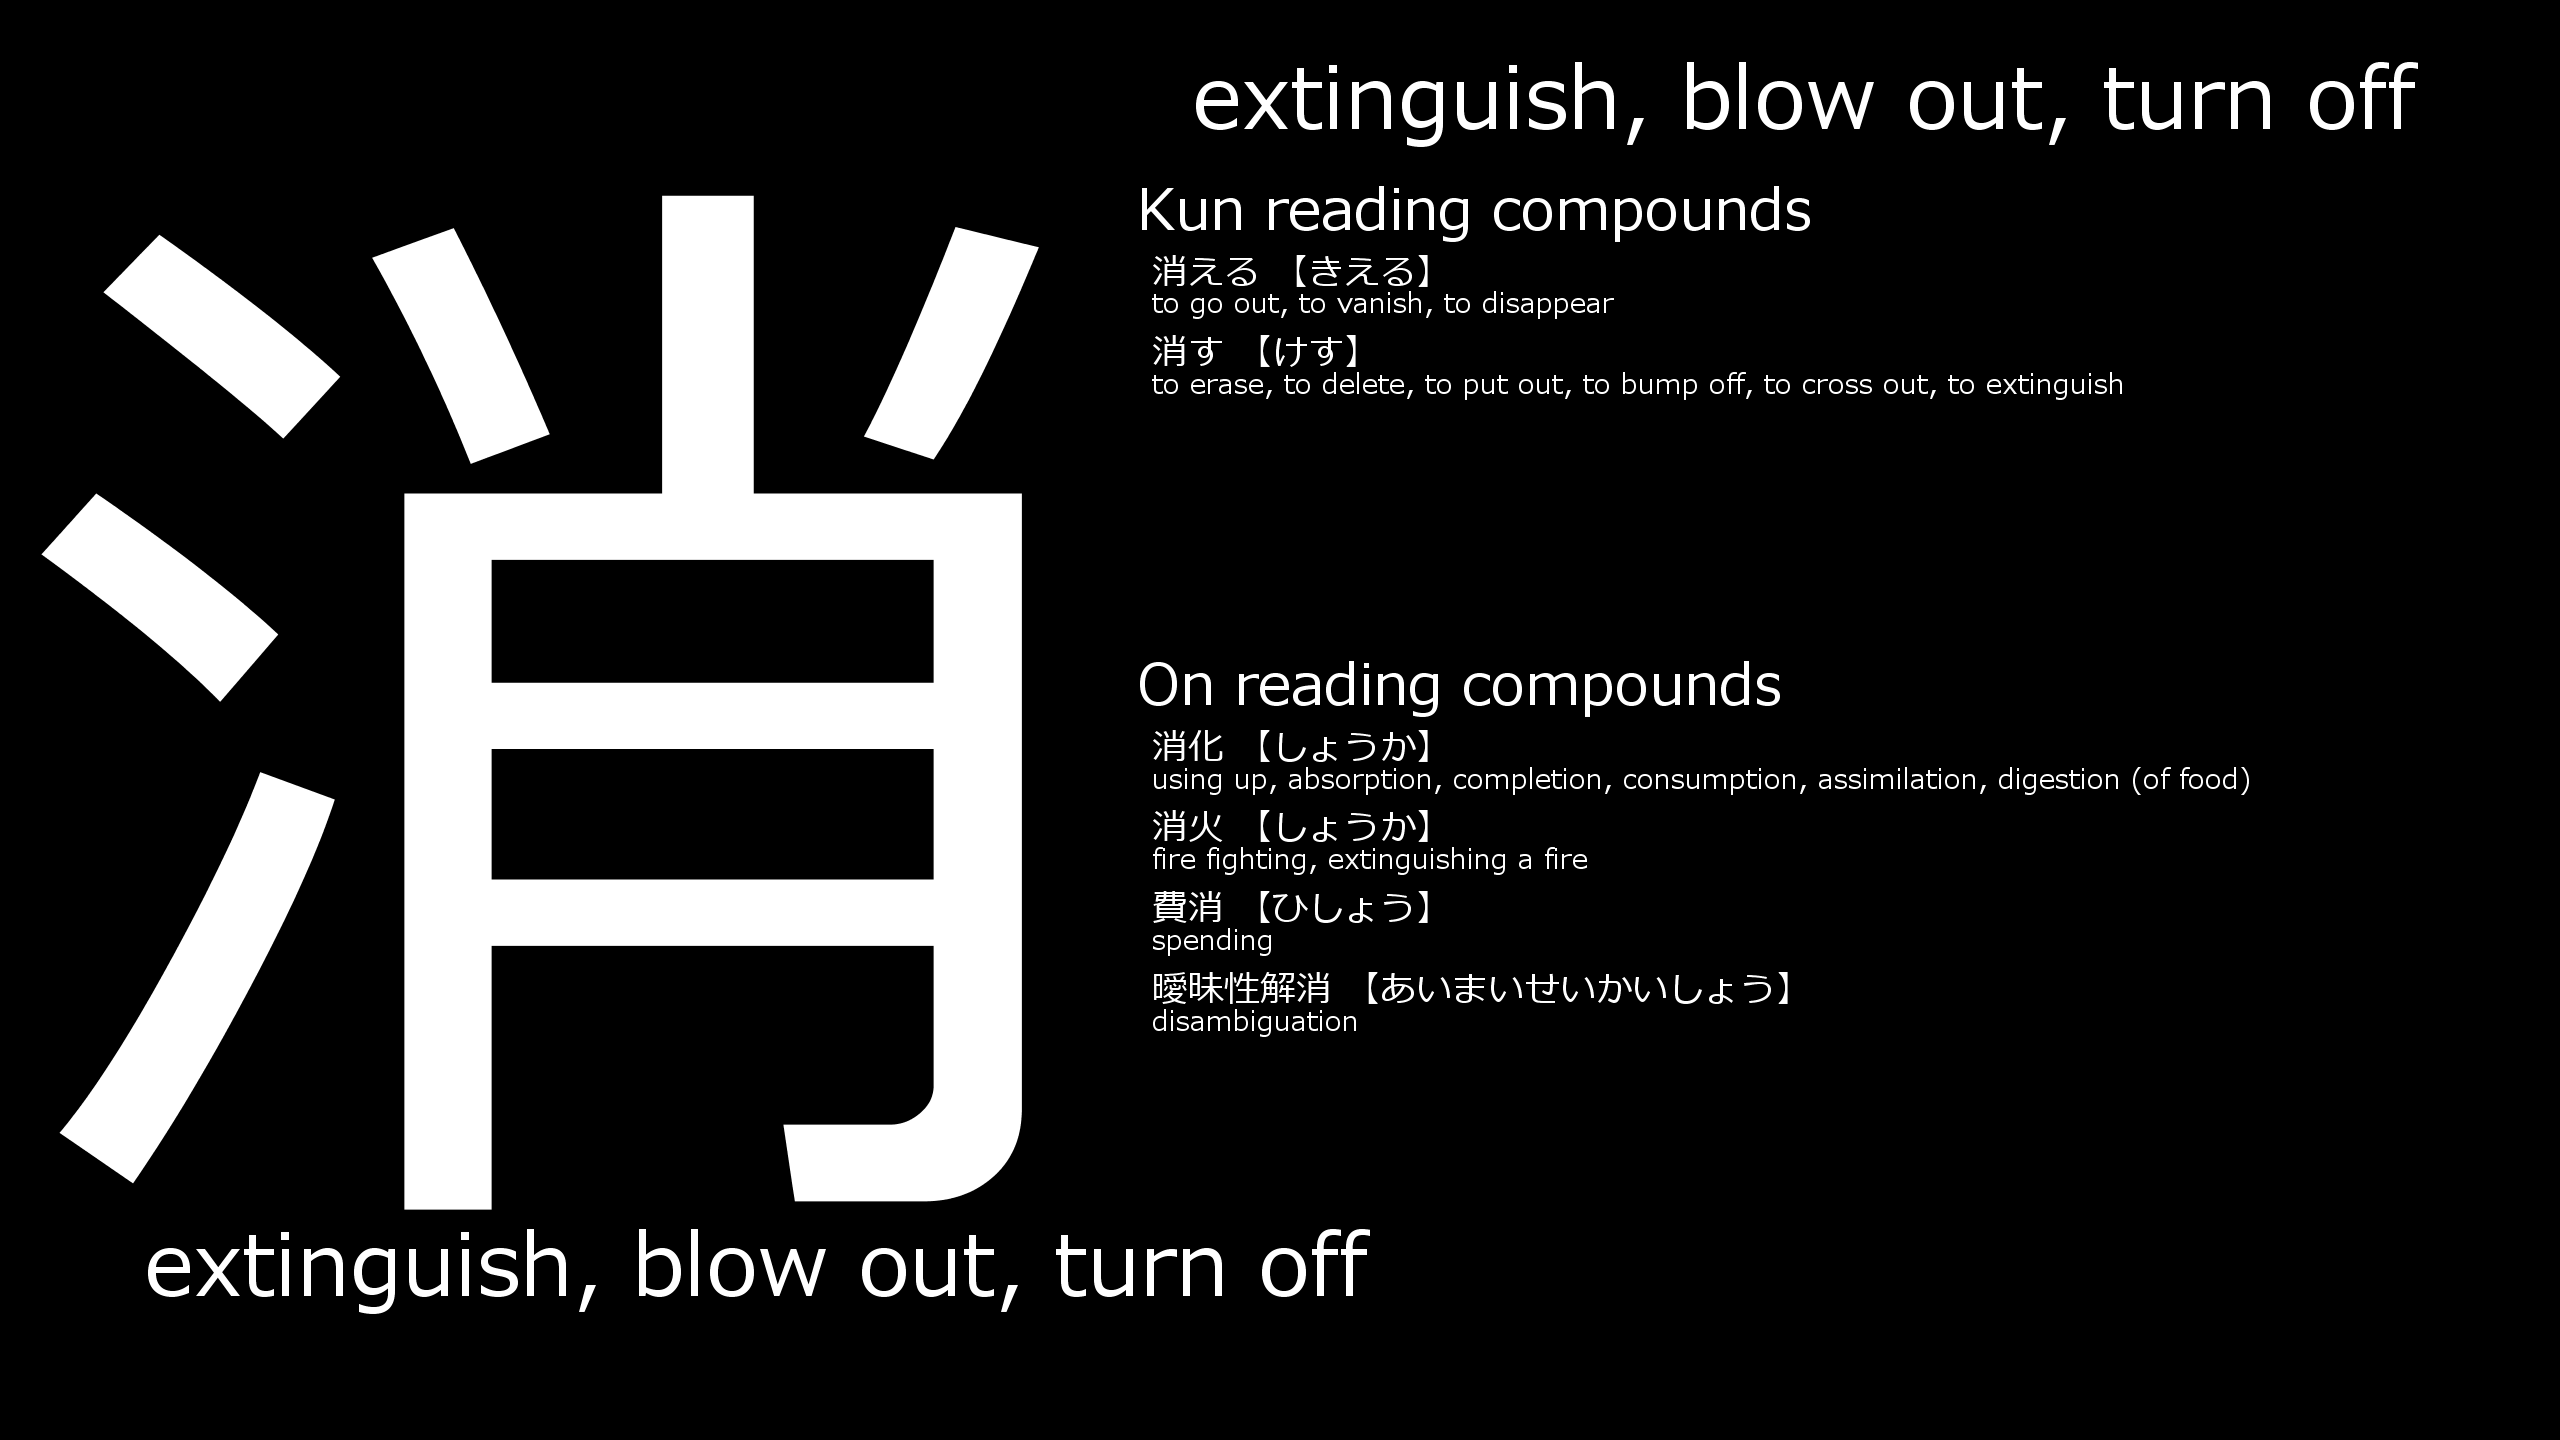 extinguish, blow out, turn off
消
Kun reading compounds
消える 【きえる】
to go out, to vanish, to disappear
消す 【けす】
to erase, to delete, to put out, to bump off, to cross out, to extinguish
On reading compounds
消化 【しょうか】
using up, absorption, completion, consumption, assimilation, digestion (of food)
消火 【しょうか】
fire fighting, extinguishing a fire
費消 【ひしょう】
spending
曖昧性解消 【あいまいせいかいしょう】
disambiguation
extinguish, blow out, turn off